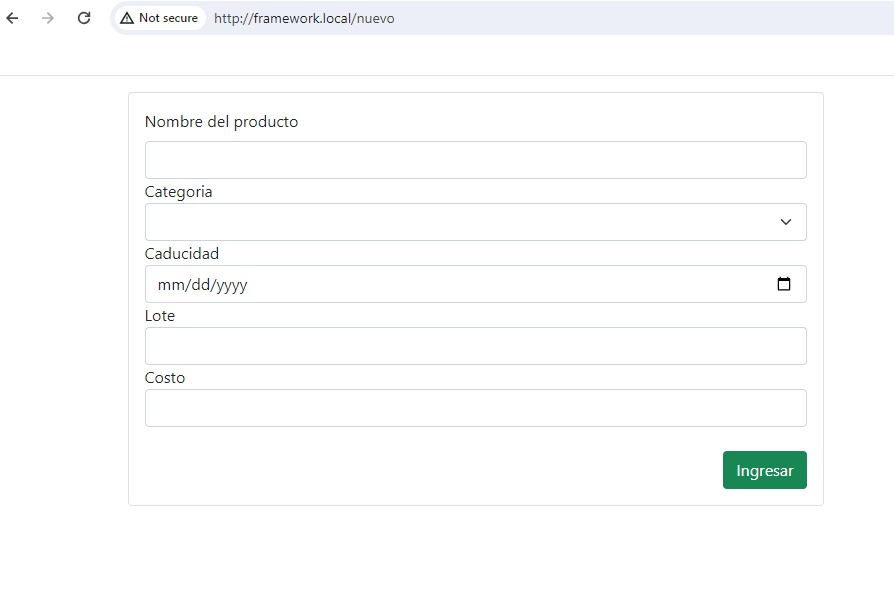 Not secure http://framework.local/nuevo
Nombre del producto
Categoria
Caducidad
mm/dd/yyyy
Lote
Costo
Ingresar